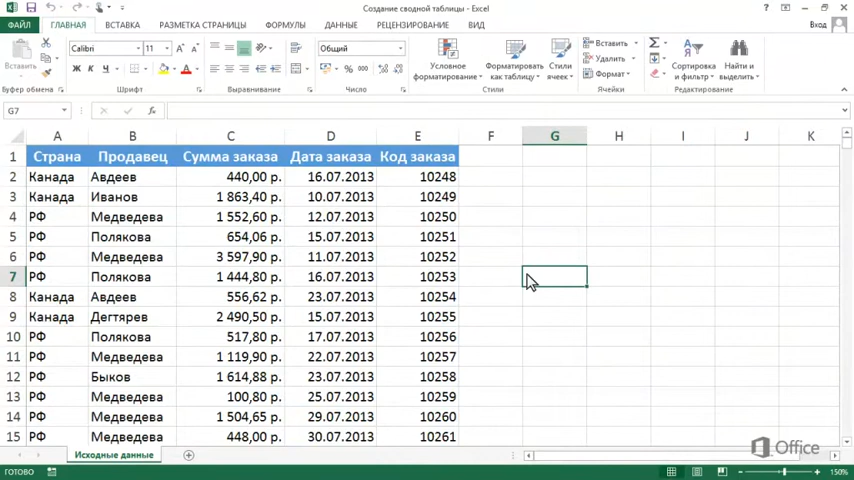 Создание сводной таблицы - Excel
ФАЙЛ ГЛАВНАЯ ВСТАВКА РАЗМЕТКА СТРАНИЦЫ ФОРМУЛЫ ДАННЫЕ РЕЦЕНЗИРОВАНИЕ ВИД Вход
Вставить
Calibri 11
Ж К Ч
Общий
% 000
Условное форматирование
Форматировать как таблицу
Стили ячеек
Вставить
Удалить
Формат
Сортировка и фильтр
Найти и выделить
Буфер обмена Шрифт Выравнивание Число Стили Ячейки Редактирование
G7 fx
A B C D E F G H I J K
1 Страна Продавец Сумма заказа Дата заказа Код заказа
2 Канада Авдеев 440,00 р. 16.07.2013 10248
3 Канада Иванов 1 863,40 р. 10.07.2013 10249
4 РФ Медведева 1 552,60 р. 12.07.2013 10250
5 РФ Полякова 654,06 р. 15.07.2013 10251
6 РФ Медведева 3 597,90 р. 11.07.2013 10252
7 РФ Полякова 1 444,80 р. 16.07.2013 10253
8 Канада Авдеев 556,62 р. 23.07.2013 10254
9 Канада Дегтярев 2 490,50 р. 15.07.2013 10255
10 РФ Полякова 517,80 р. 17.07.2013 10256
11 РФ Медведева 1 119,90 р. 22.07.2013 10257
12 РФ Быков 1 614,88 р. 23.07.2013 10258
13 РФ Медведева 100,80 р. 25.07.2013 10259
14 РФ Медведева 1 504,65 р. 29.07.2013 10260
15 РФ Медведева 448,00 р. 30.07.2013 10261
Office
Исходные данные
ГОТОВО 150%